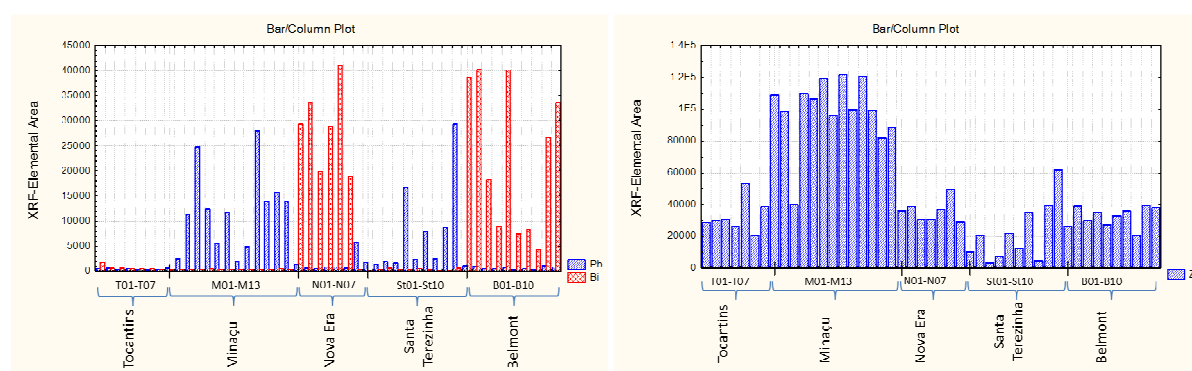 Bar/Column Plot
45000
40000
35000
30000
25000
20000
15000
10000
5000
0
XRF-Elemental Area
Ph
Bi
T01-T07
M01-M13
N01-N07
St01-St10
B01-B10
Tocantins
Minaçu
Nova Era
Santa
Terezinha
Belmont
Bar/Column Plot
1.4E5
1.2E5
1E5
80000
60000
40000
20000
0
XRF-Elemental Area
Z
T01-T07
M01-M13
N01-N07
St01-St10
B01-B10
Tocantins
Minaçu
Nova Era
Santa
Terezinha
Belmont